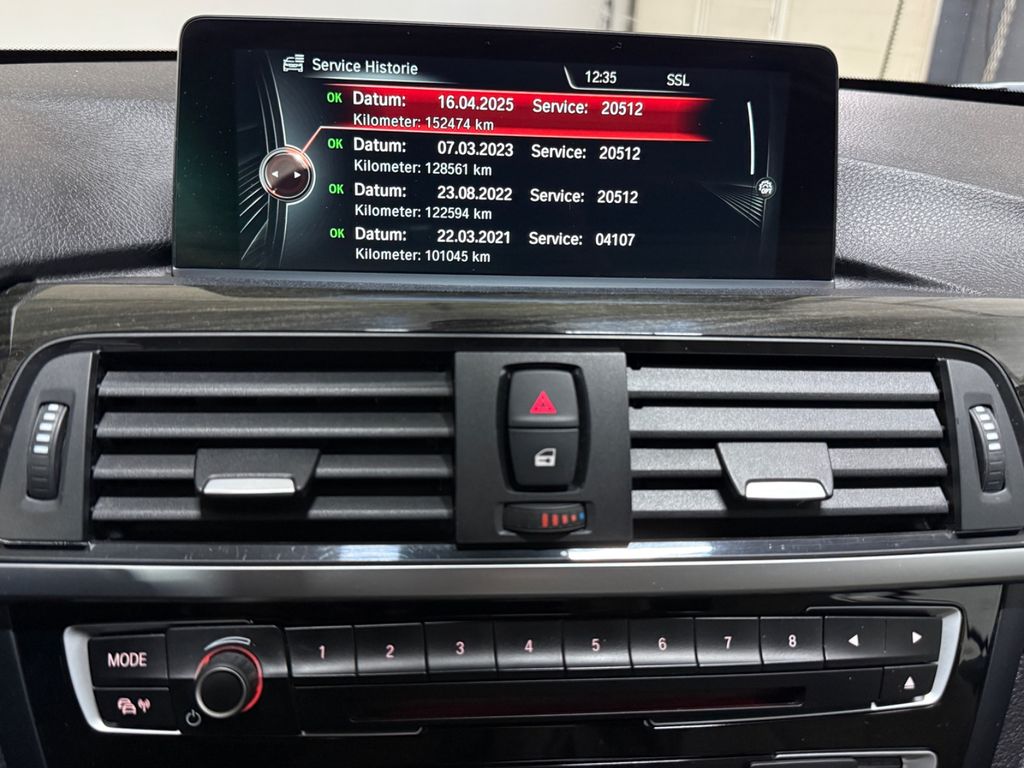 Service Historie 12:35 SSL
OK Datum: 16.04.2025 Service: 20512
Kilometer: 152474 km
OK Datum: 07.03.2023 Service: 20512
Kilometer: 128561 km
OK Datum: 23.08.2022 Service: 20512
Kilometer: 122594 km
OK Datum: 22.03.2021 Service: 04107
Kilometer: 101045 km
OFF
MODE 1 2 3 4 5 6 7 8